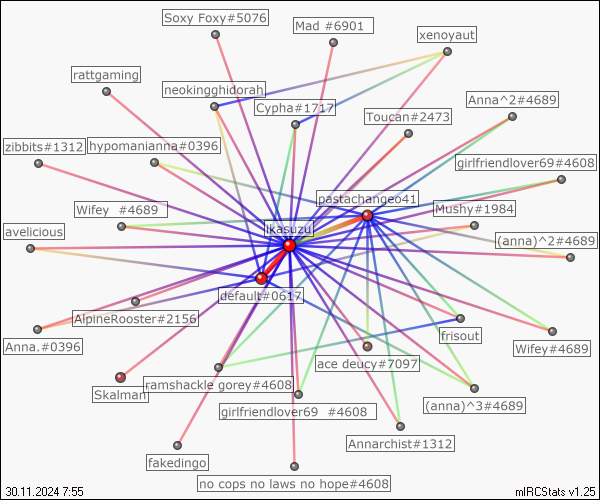 Soxy Foxy#5076
Mad #6901
xenoyaut
rattgaming
neokingghidorah
Cypha#1717
Toucan#2473
Anna^2#4689
zibbits#1312
hypomanianna#0396
girlfriendlover69#4608
pastachangeo41
Wifey #4689
Mushy#1984
Ikasuzu
avelicious
(anna)^2#4689
default#0617
AlpineRooster#2156
frisout
Anna.#0396
Wifey#4689
ace deucy#7097
Skalman
ramshackle gorey#4608
girlfriendlover69 #4608
(anna)^3#4689
Annarchist#1312
fakedingo
no cops no laws no hope#4608
30.11.2024 7:55
mIRCStats v1.25